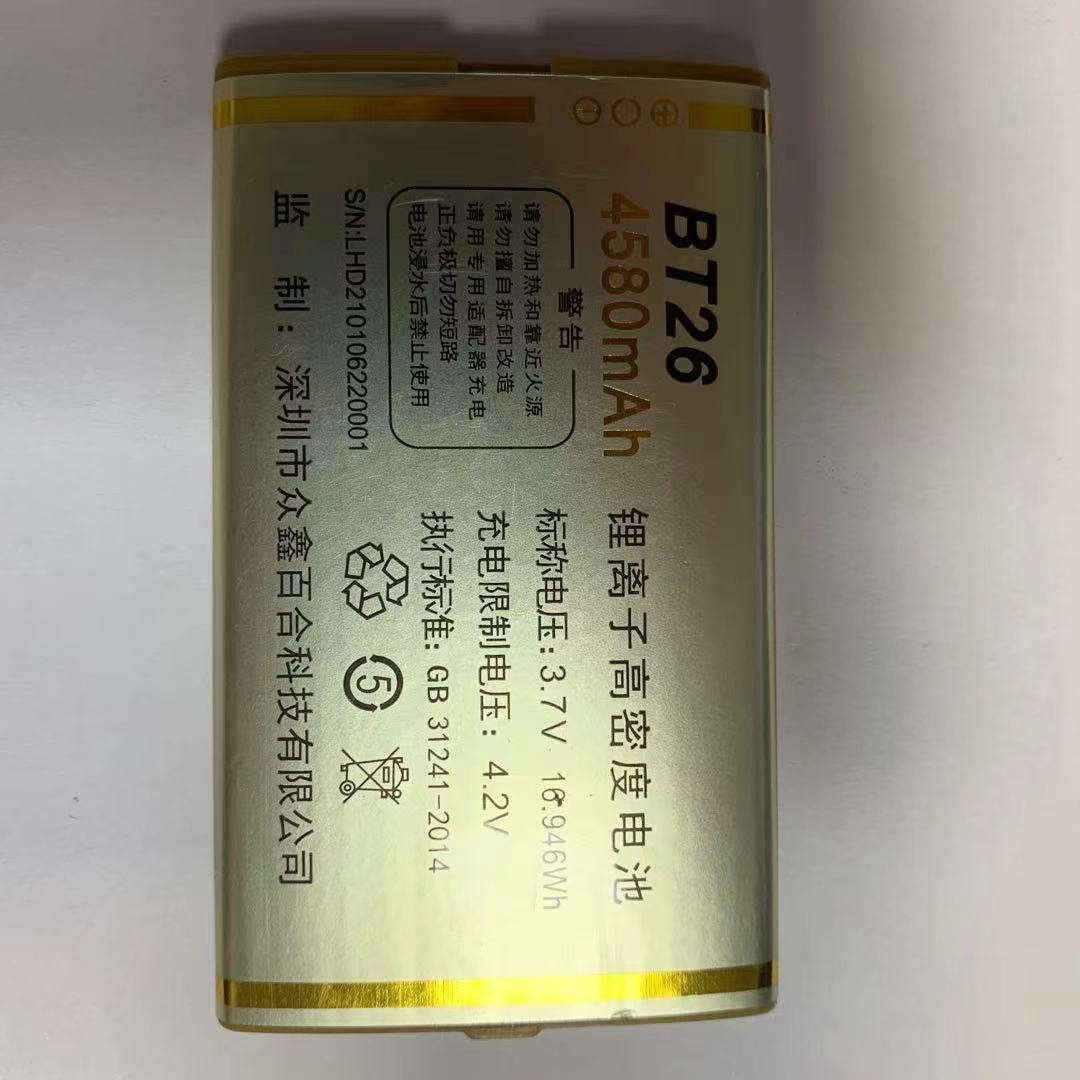 BT26
4580mAh
锂离子高密度电池
警告
请勿加热和靠近火源
请勿擅自拆卸改造
请用专用适配器充电
正负极切勿短路
电池浸水后禁止使用
标称电压:3.7V 16.946Wh
充电限制电压: 4.2V
执行标准: GB 31241-2014
S/N:LHD2101062200​01
5
监 制: 深圳市众鑫百合科技有限公司